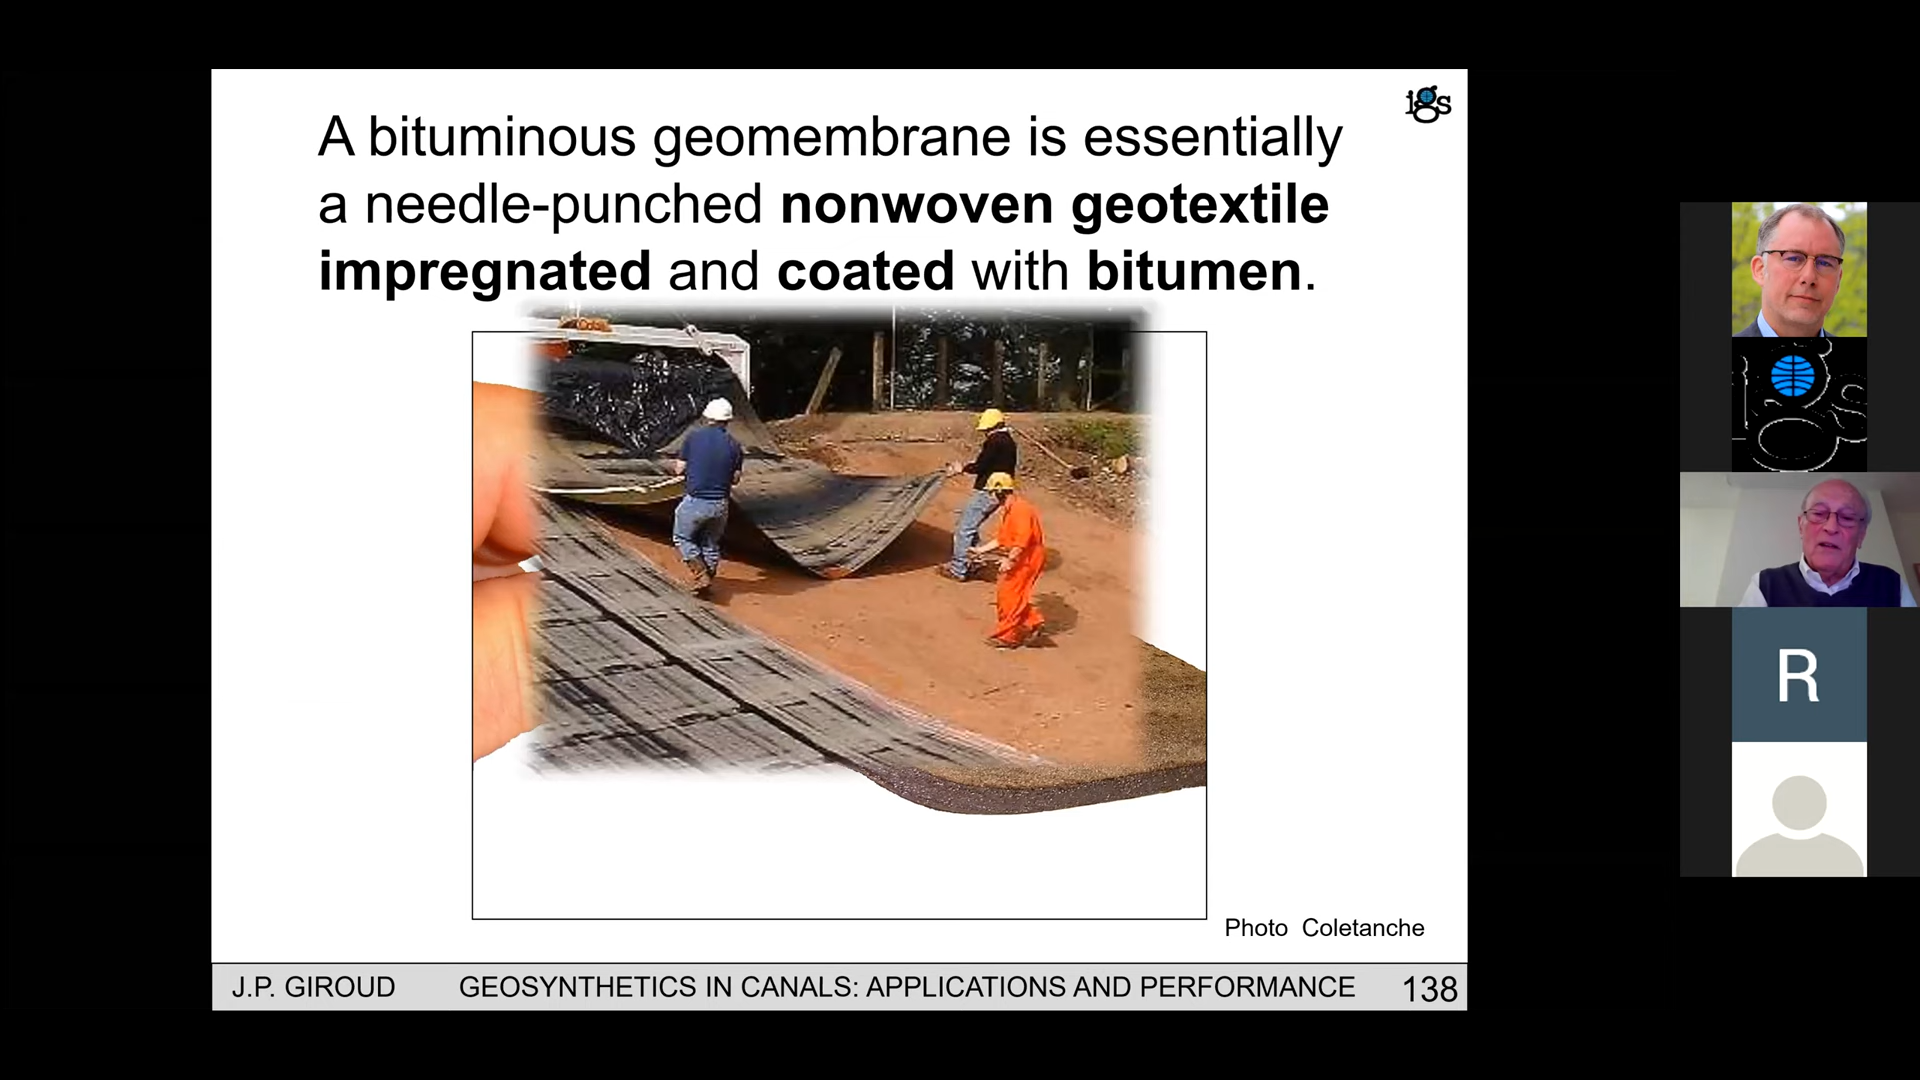 igs
A bituminous geomembrane is essentially
a needle-punched nonwoven geotextile
impregnated and coated with bitumen.
Photo Coletanche
J.P. GIROUD GEOSYNTHETICS IN CANALS: APPLICATIONS AND PERFORMANCE 138
igs
R